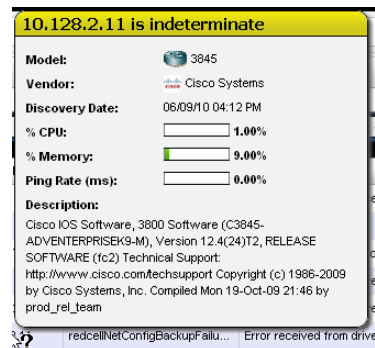 10.128.2.11 is indeterminate
Model: 3845
Vendor: Cisco Systems
Discovery Date: 06/09/10 04:12 PM
% CPU: 1.00%
% Memory: 9.00%
Ping Rate (ms): 0.00%
Description:
Cisco IOS Software, 3800 Software (C3845-
ADVENTERPRISEK9-M), Version 12.4(24)T2, RELEASE
SOFTWARE (fc2) Technical Support:
http://www.cisco.com/techsupport Copyright (c) 1986-2009
by Cisco Systems, Inc. Compiled Mon 19-Oct-09 21:46 by
prod_rel_team
redcellNetConfigBackupFailu... Error received from drive